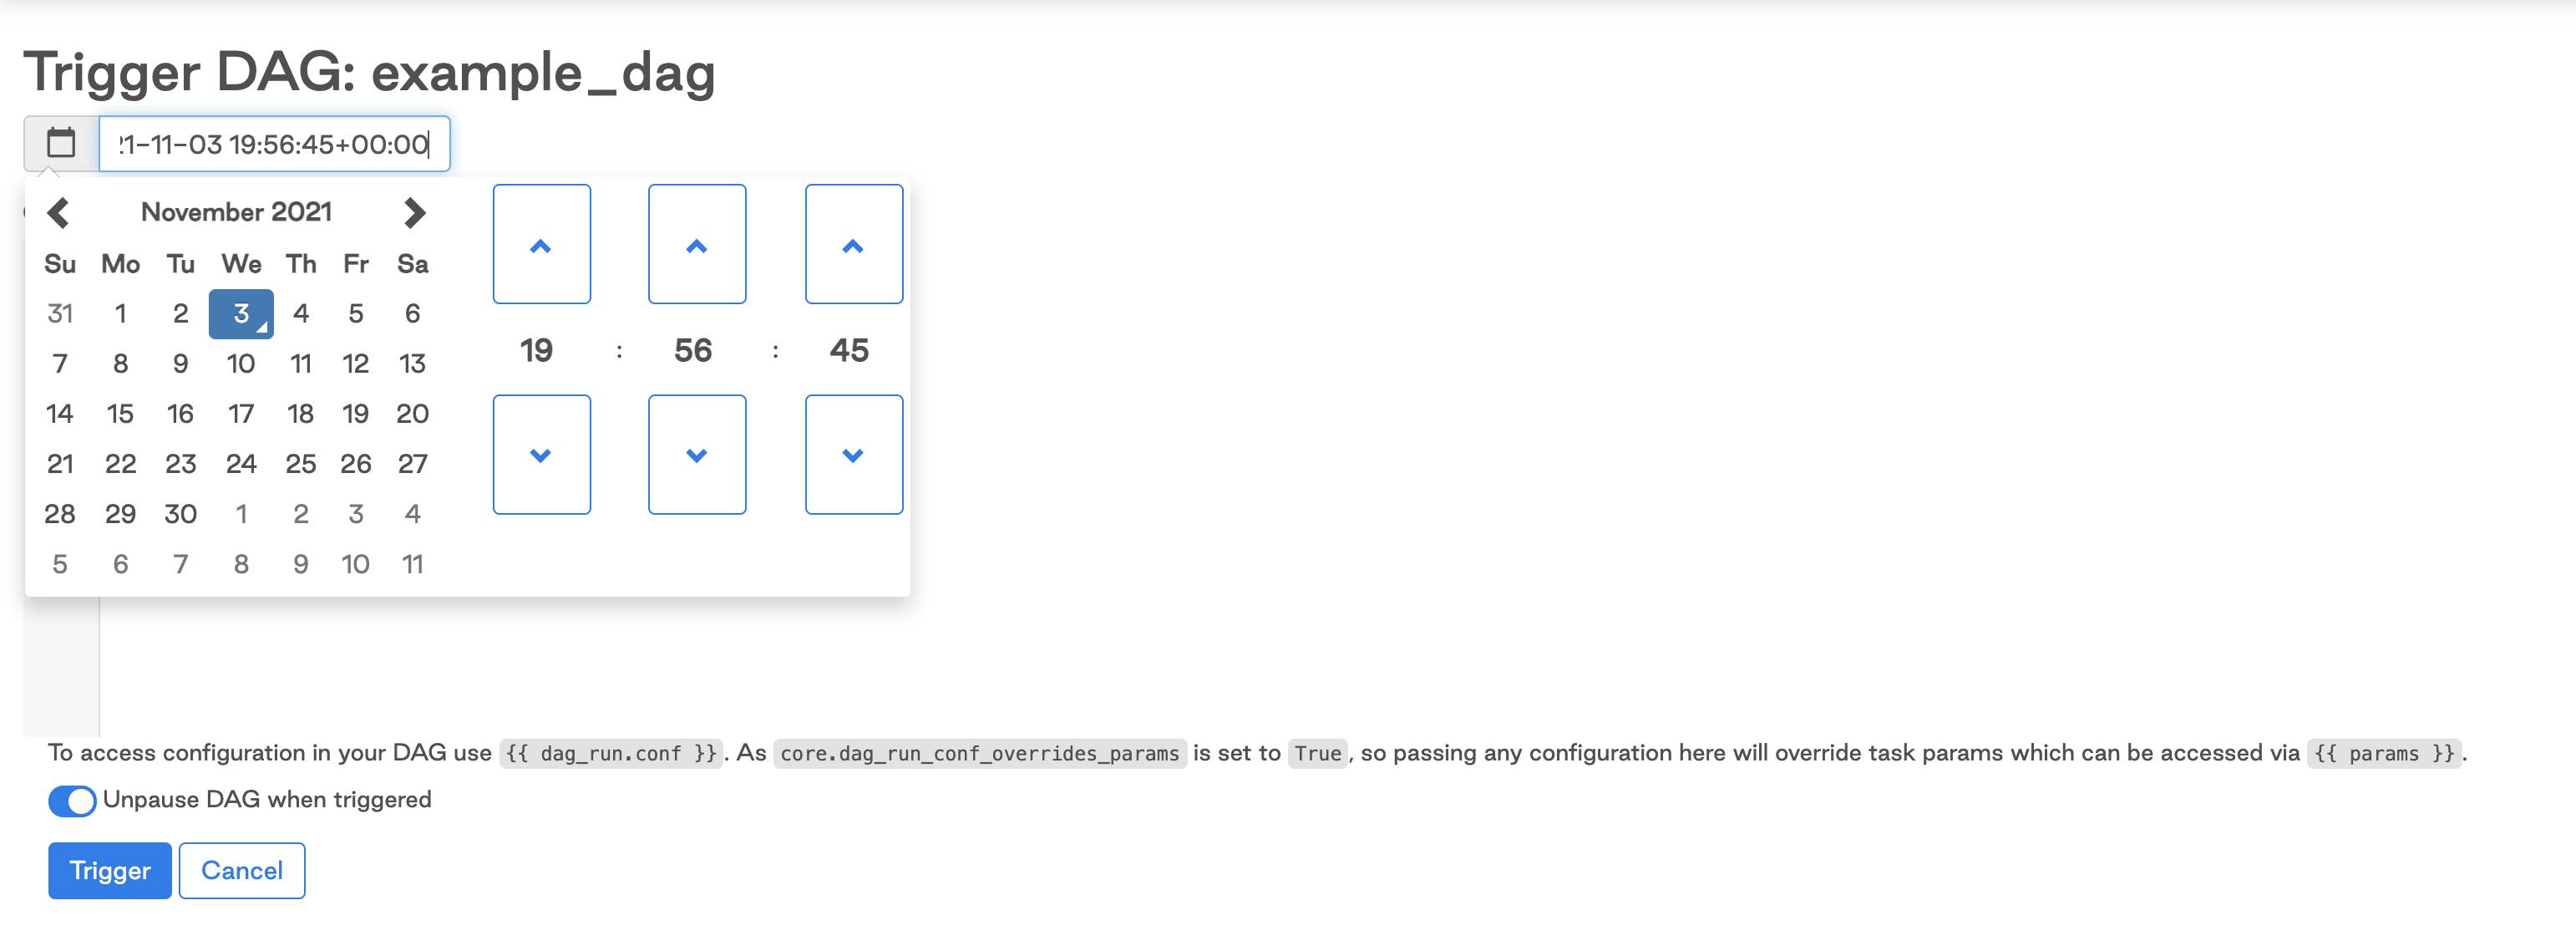 Trigger DAG: example_dag
1-11-03 19:56:45+00:00
November 2021
Su Mo Tu We Th Fr Sa
31 1 2 3 4 5 6
7 8 9 10 11 12 13
14 15 16 17 18 19 20
21 22 23 24 25 26 27
28 29 30 1 2 3 4
5 6 7 8 9 10 11
19 : 56 : 45
To access configuration in your DAG use {{ dag_run.conf }}. As core.dag_run_conf_overrides_params is set to True, so passing any configuration here will override task params which can be accessed via {{ params }}.
Unpause DAG when triggered
Trigger Cancel